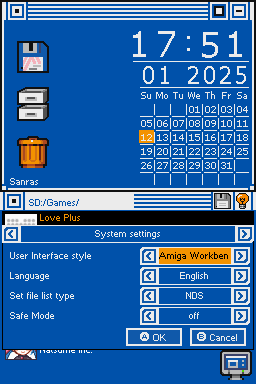 17:51
01 2025
Su Mo Tu We Th Fr Sa
01 02 03 04
05 06 07 08 09 10 11
12 13 14 15 16 17 18
19 20 21 22 23 24 25
26 27 28 29 30 31
Sanras
SD:/Games/
Love Plus
System settings
User Interface style Amiga Workben
Language English
Set file list type NDS
Safe Mode off
A OK B Cancel
Natsume Inc.